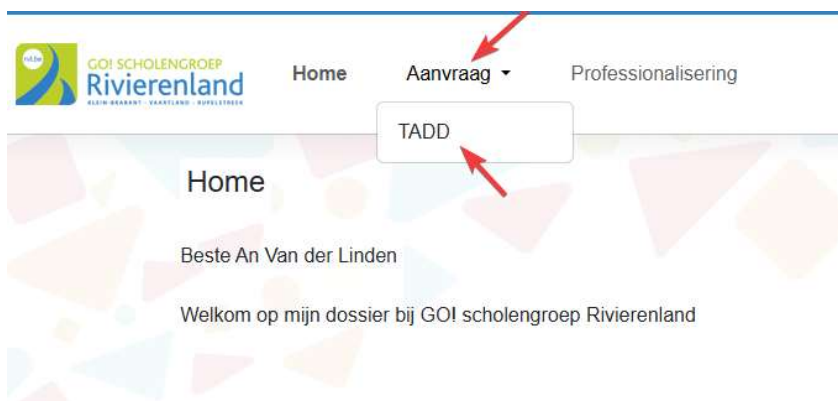 GO! SCHOLENGROEP
Rivierenland
KLEIN-BRABANT - VAARTLAND - RUPELSTREEK
Home
Aanvraag
Professionalisering
TADD
Home
Beste An Van der Linden
Welkom op mijn dossier bij GO! scholengroep Rivierenland